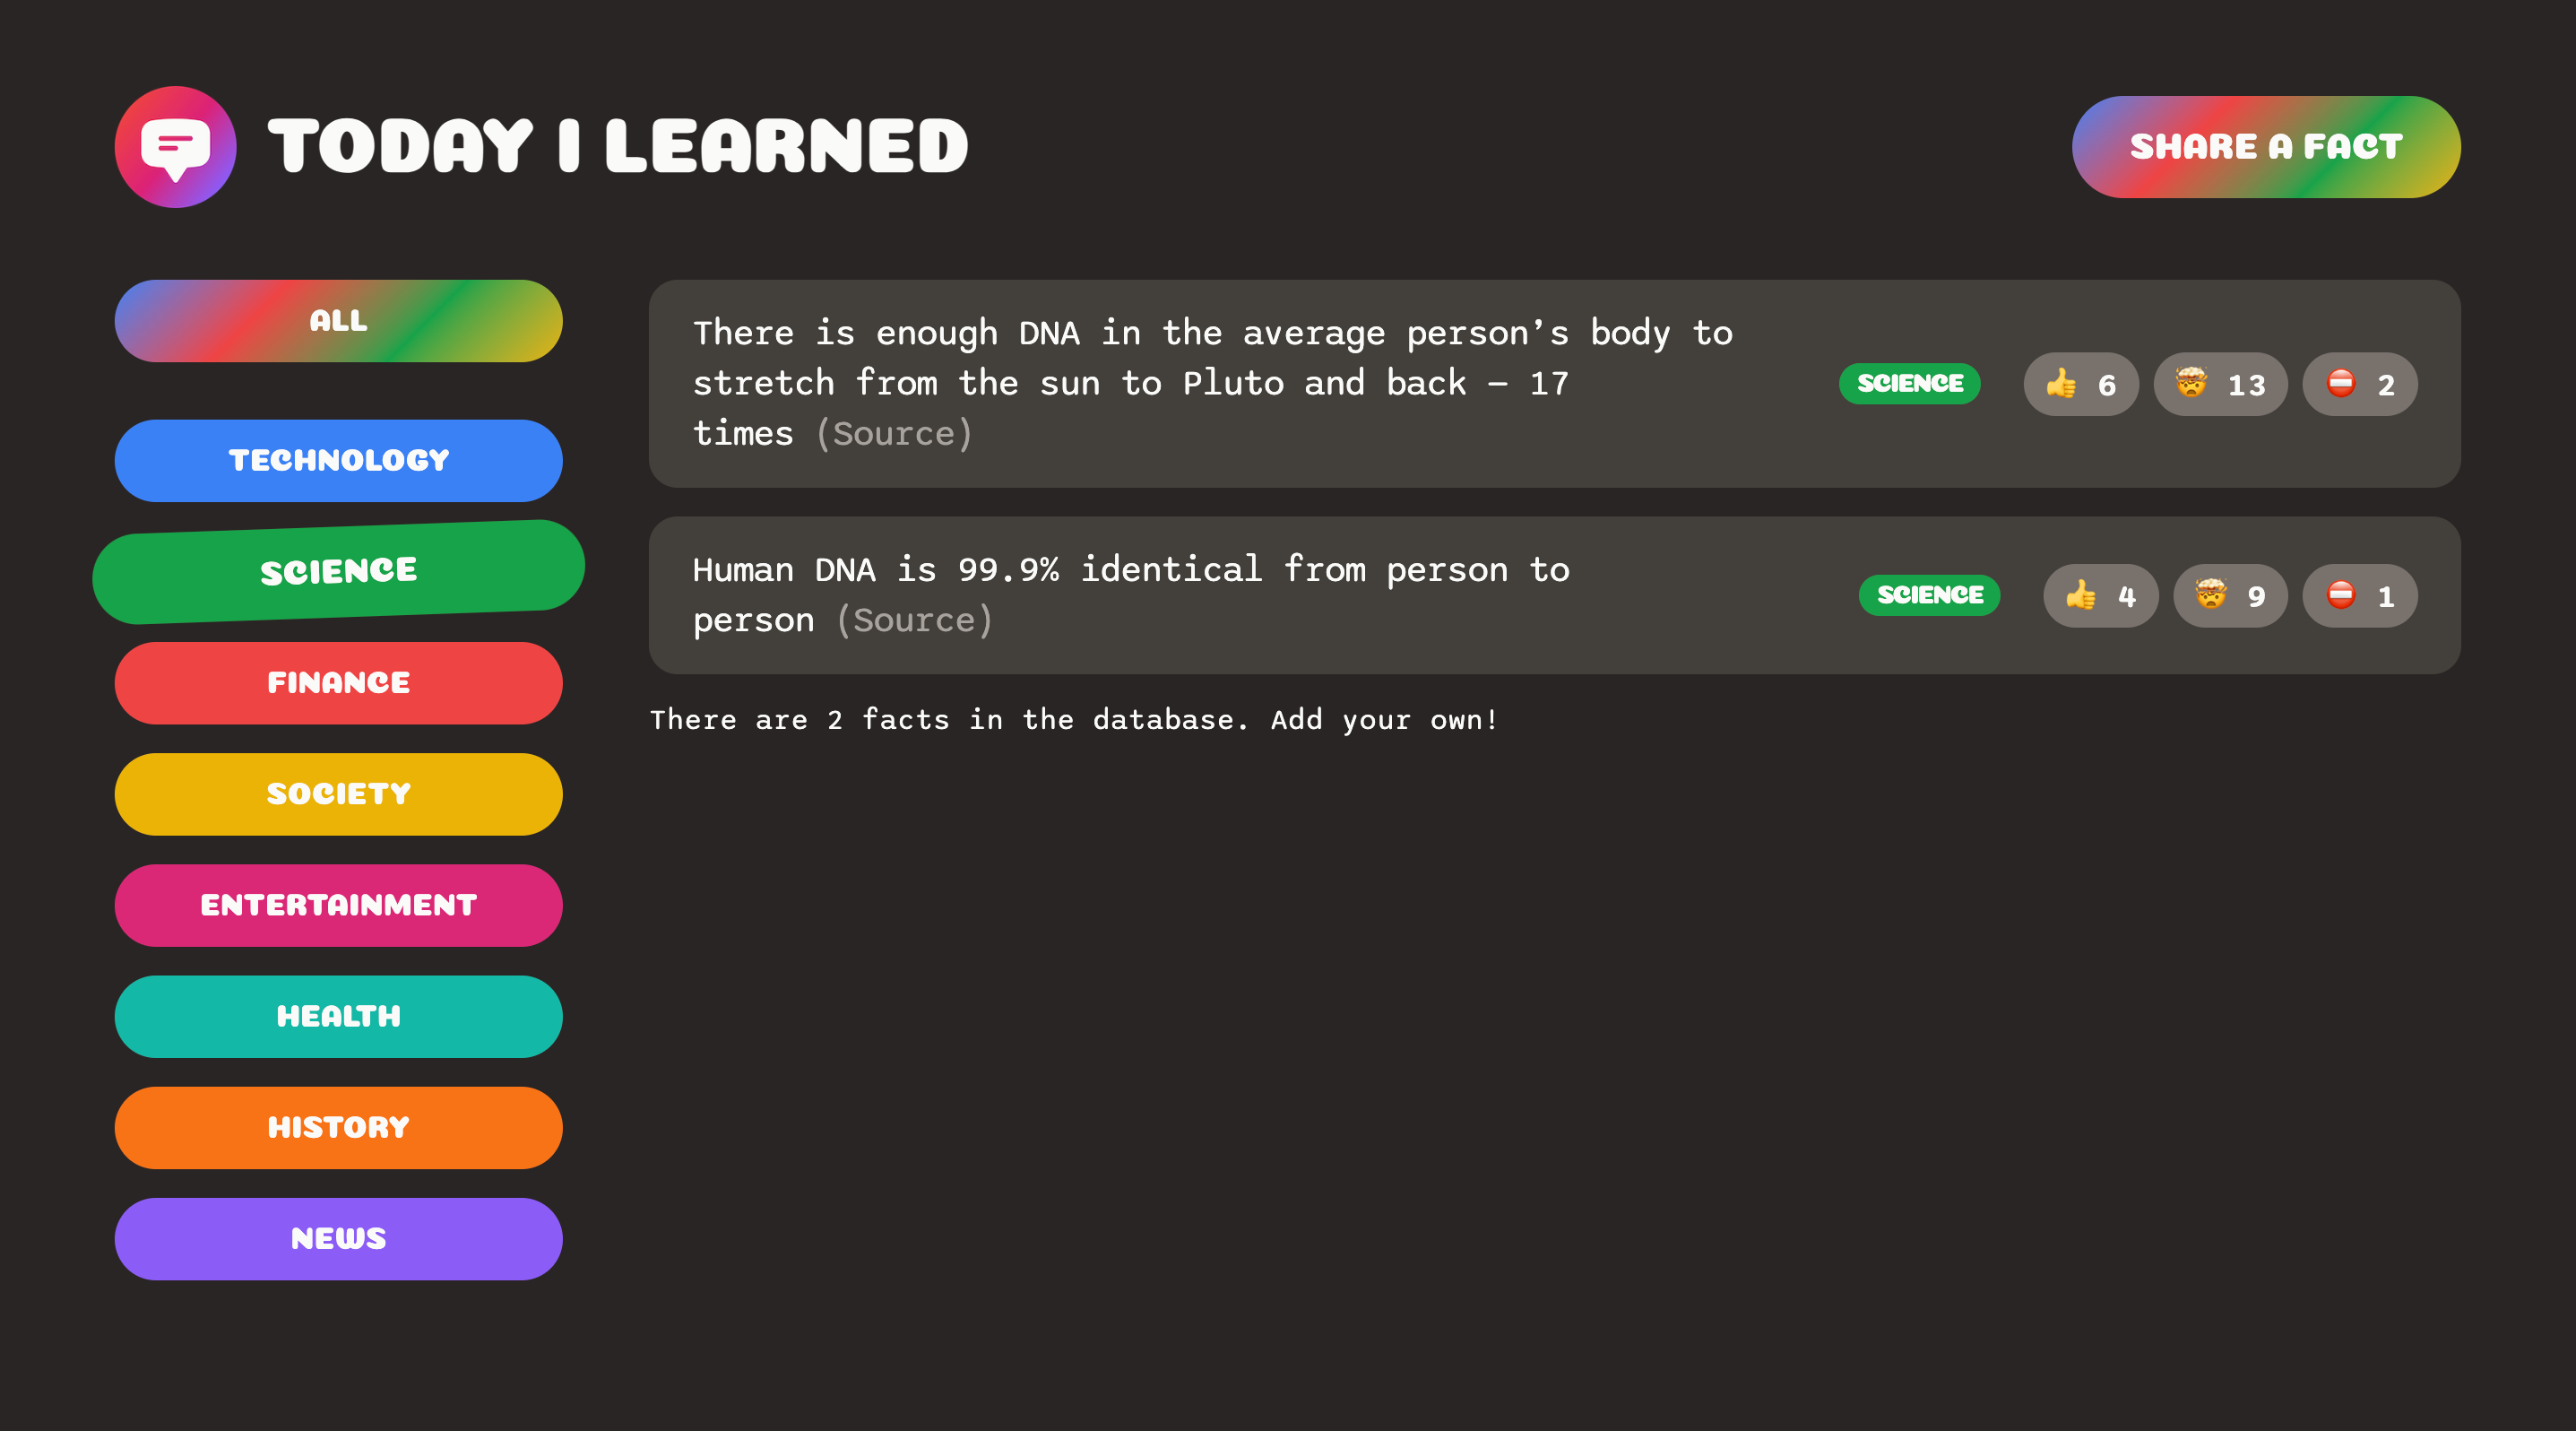 TODAY I LEARNED
SHARE A FACT
ALL
TECHNOLOGY
SCIENCE
FINANCE
SOCIETY
ENTERTAINMENT
HEALTH
HISTORY
NEWS
There is enough DNA in the average person’s body to
stretch from the sun to Pluto and back — 17
times (Source)
SCIENCE 👍 6 🤯 13 ⛔️ 2
Human DNA is 99.9% identical from person to
person (Source)
SCIENCE 👍 4 🤯 9 ⛔️ 1
There are 2 facts in the database. Add your own!